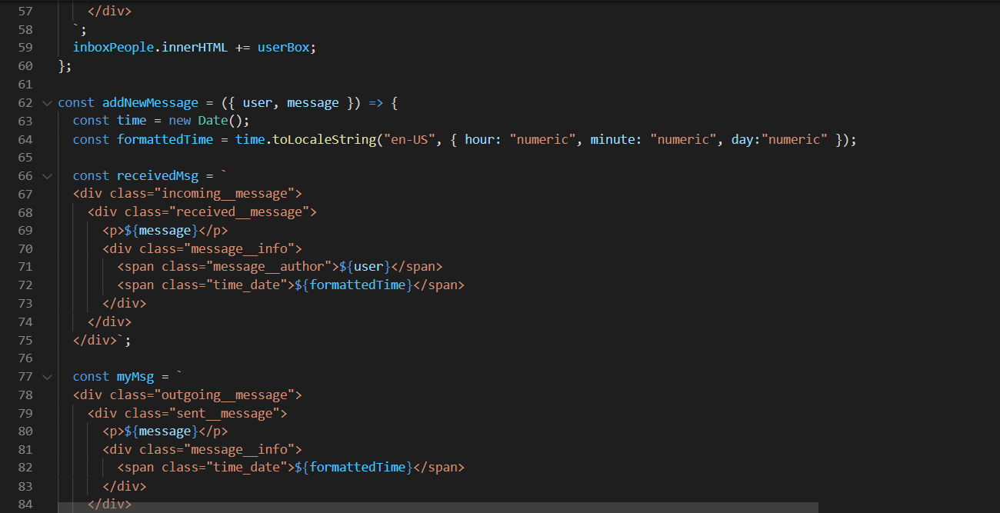 57 </div>
58 `;
59 inboxPeople.innerHTML += userBox;
60 };
61
62 const addNewMessage = ({ user, message }) => {
63 const time = new Date();
64 const formattedTime = time.toLocaleString("en-US", { hour: "numeric", minute: "numeric", day:"numeric" });
65
66 const receivedMsg = `
67 <div class="incoming__message">
68 <div class="received__message">
69 <p>${message}</p>
70 <div class="message__info">
71 <span class="message__author">${user}</span>
72 <span class="time_date">${formattedTime}</span>
73 </div>
74 </div>
75 </div>`;
76
77 const myMsg = `
78 <div class="outgoing__message">
79 <div class="sent__message">
80 <p>${message}</p>
81 <div class="message__info">
82 <span class="time_date">${formattedTime}</span>
83 </div>
84 </div>